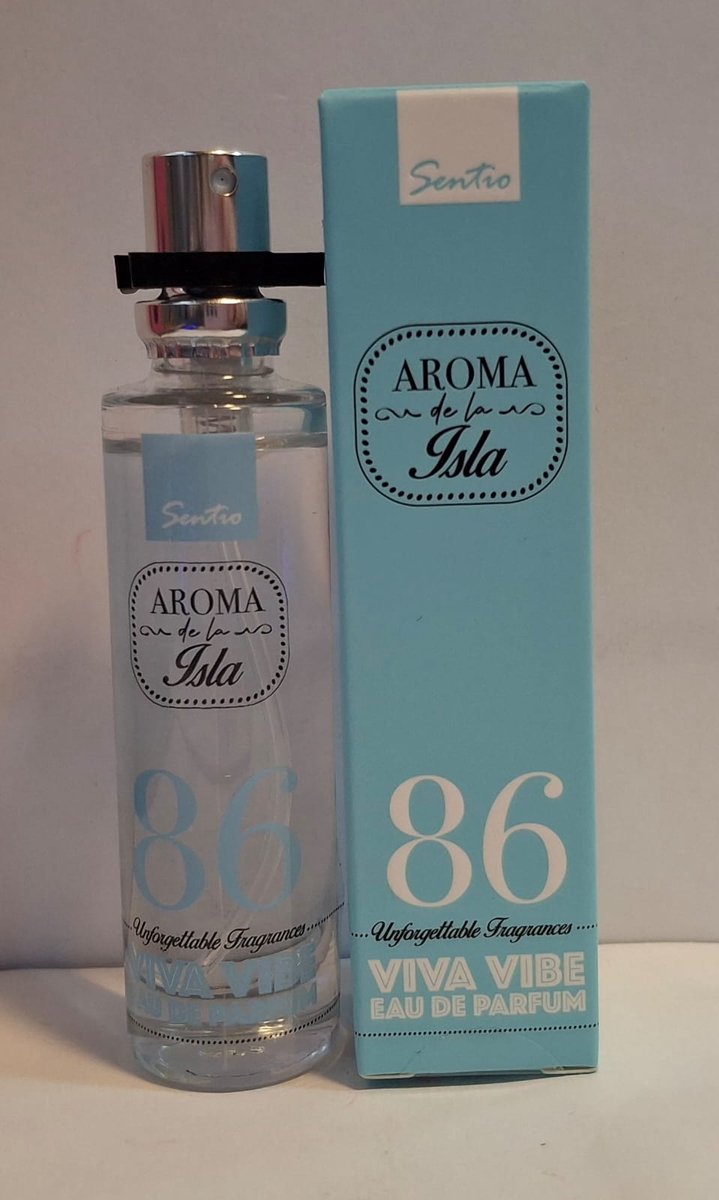 Sentio
AROMA
de la
Isla
86
Unforgettable Fragrances
VIVA VIBE
EAU DE PARFUM
Sentio
AROMA
de la
Isla
86
Unforgettable Fragrances
VIVA VIBE
EAU DE PARFUM